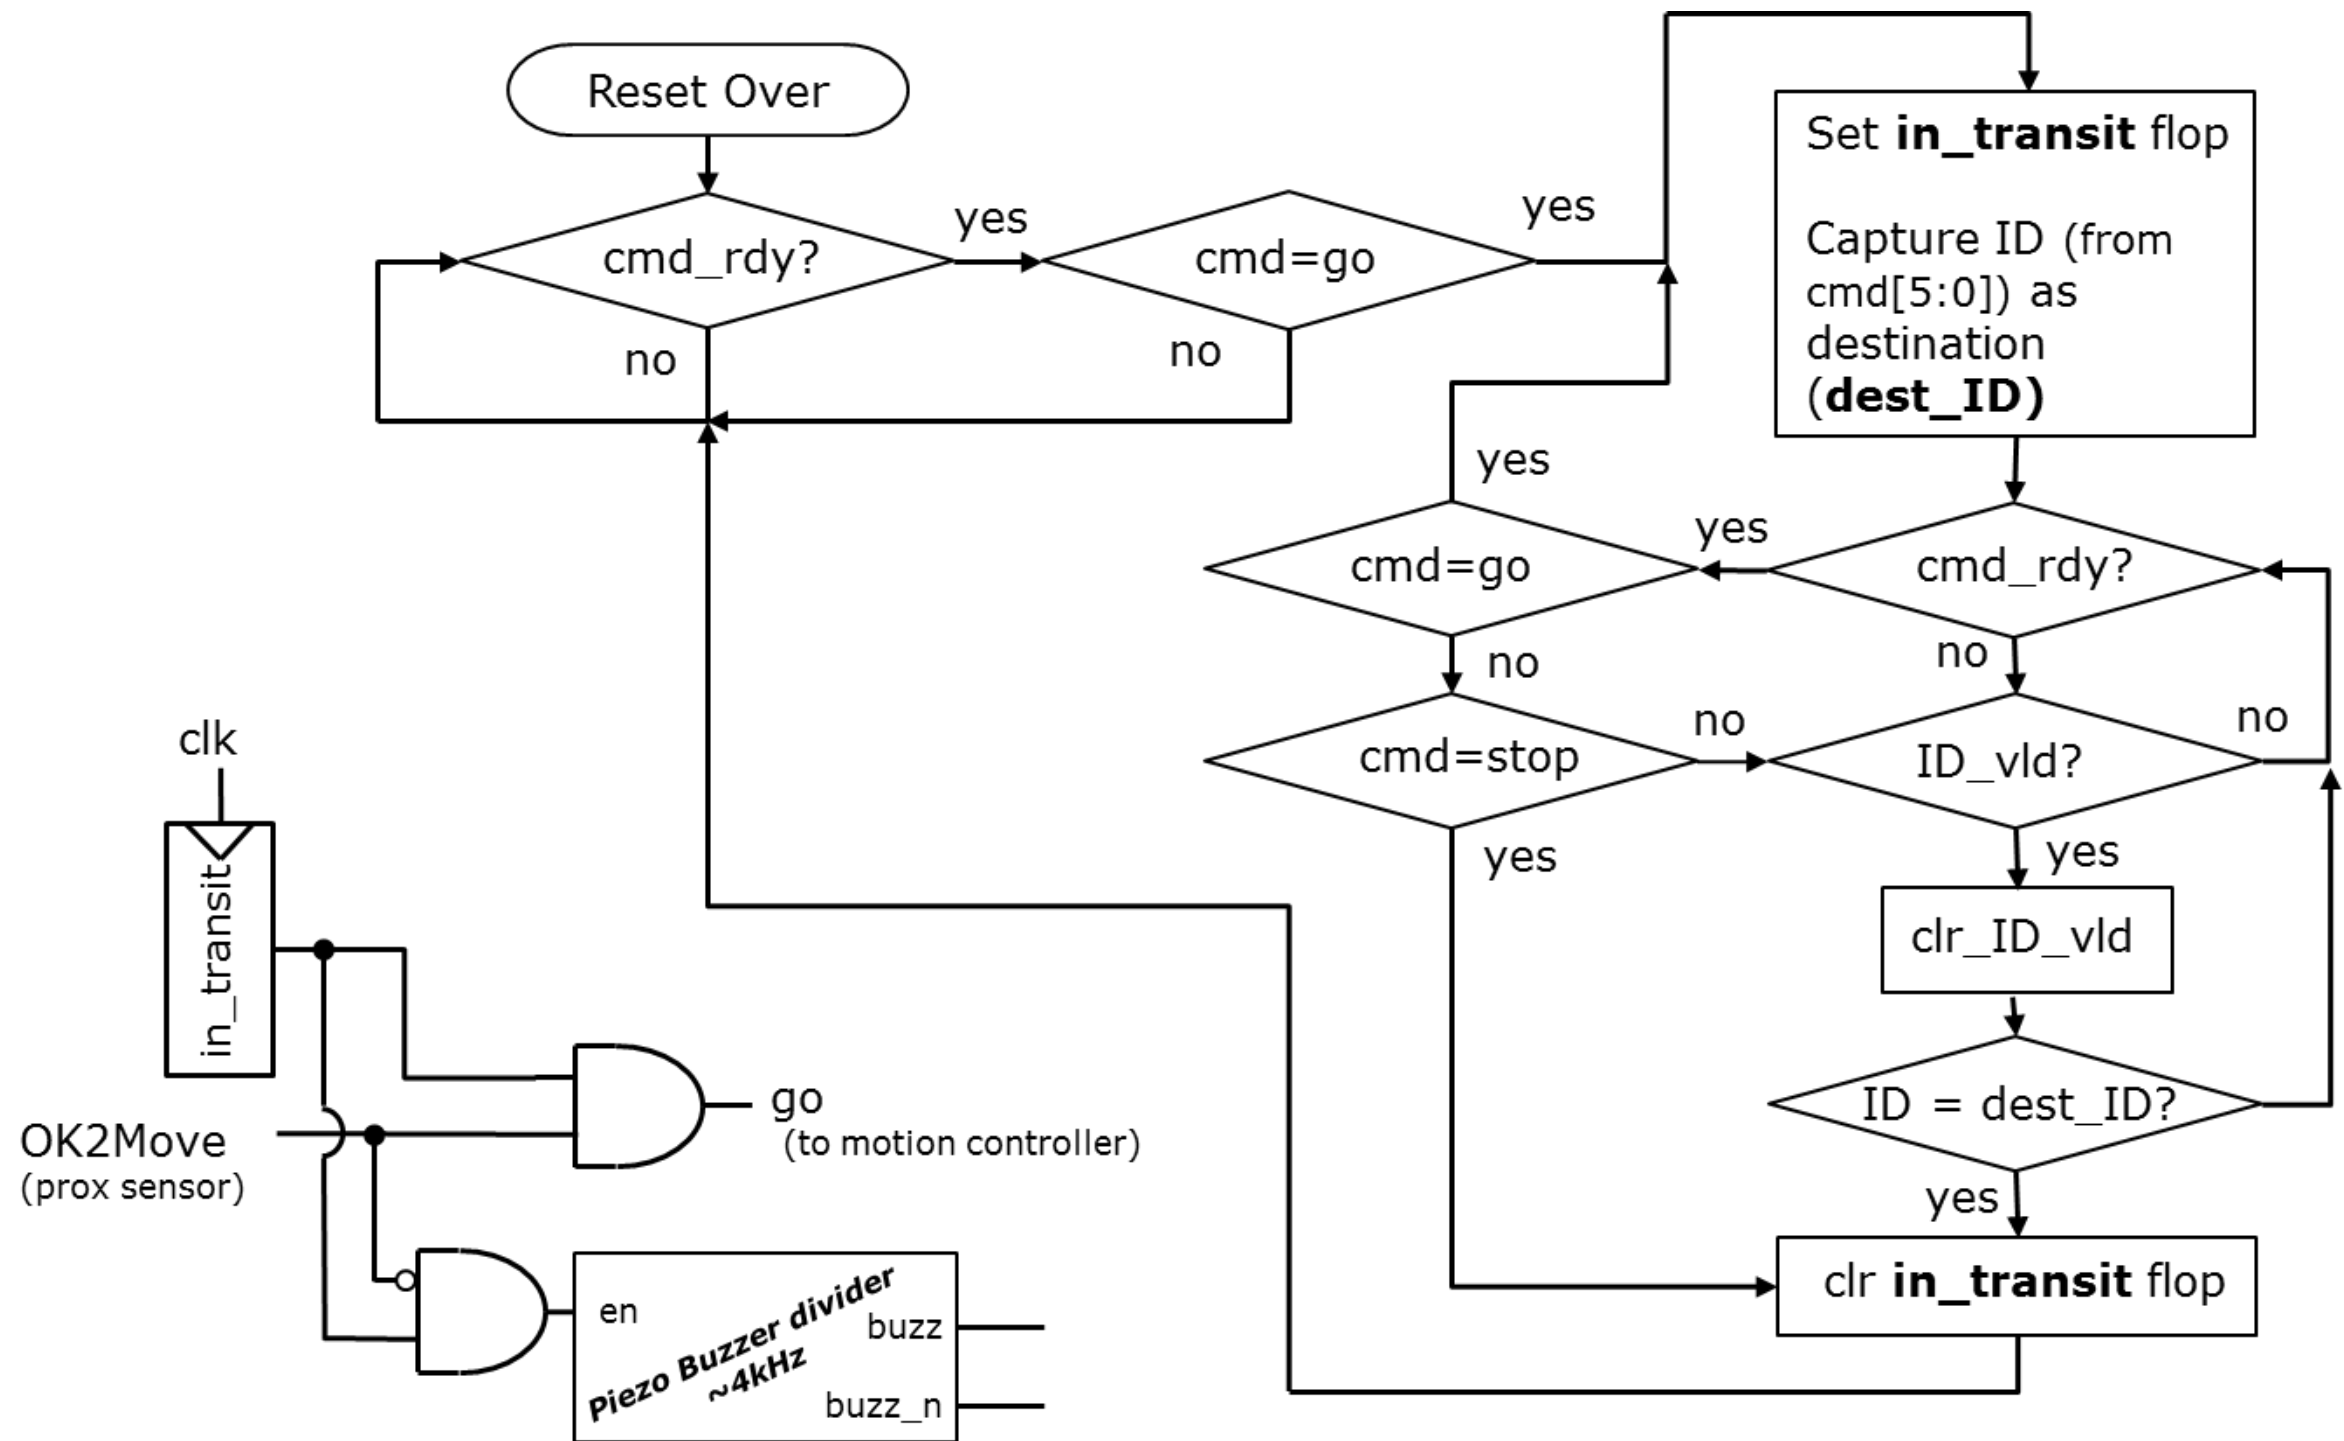 Reset Over
cmd_rdy?
yes
no
cmd=go
yes
no
Set in_transit flop
Capture ID (from
cmd[5:0]) as
destination
(dest_ID)
cmd_rdy?
yes
no
cmd=go
yes
no
cmd=stop
no
yes
ID_vld?
no
yes
clr_ID_vld
ID = dest_ID?
yes
clr in_transit flop
clk
in_transit
OK2Move
(prox sensor)
go
(to motion controller)
en
Piezo Buzzer divider
~4kHz
buzz
buzz_n